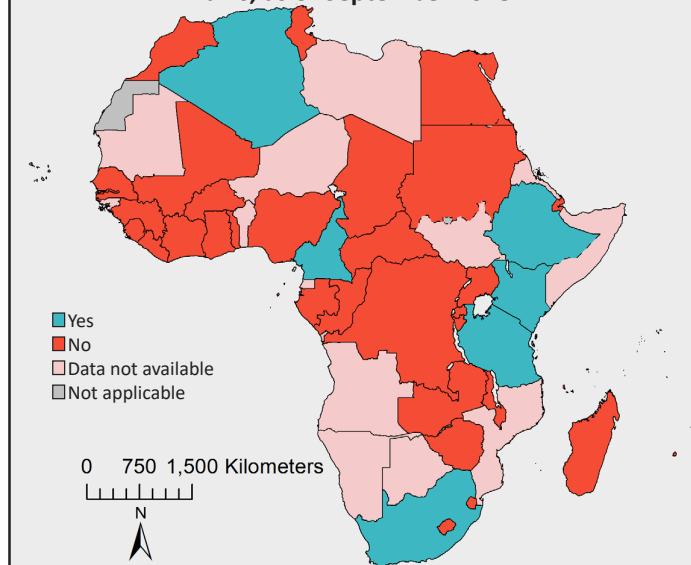 Yes
No
Data not available
Not applicable
0 750 1,500 Kilometers
N